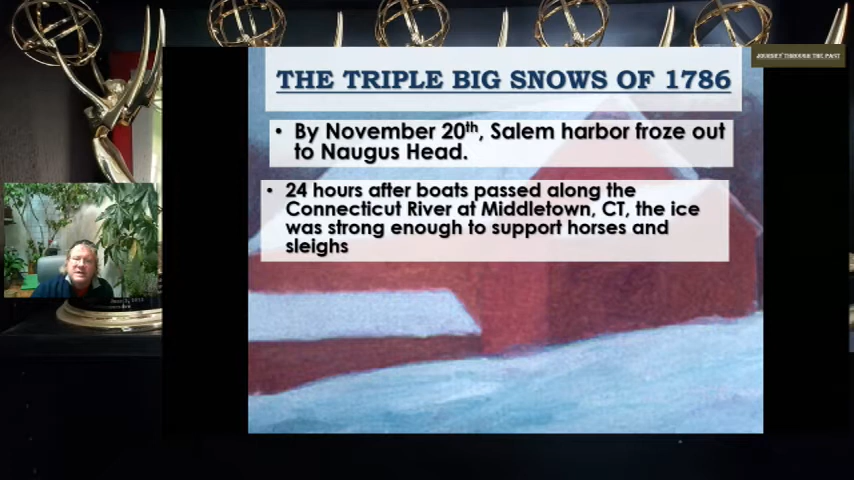 THE TRIPLE BIG SNOWS OF 1786
JOURNEY THROUGH THE PAST
• By November 20th, Salem harbor froze out
to Naugus Head.
• 24 hours after boats passed along the
Connecticut River at Middletown, CT, the ice
was strong enough to support horses and
sleighs